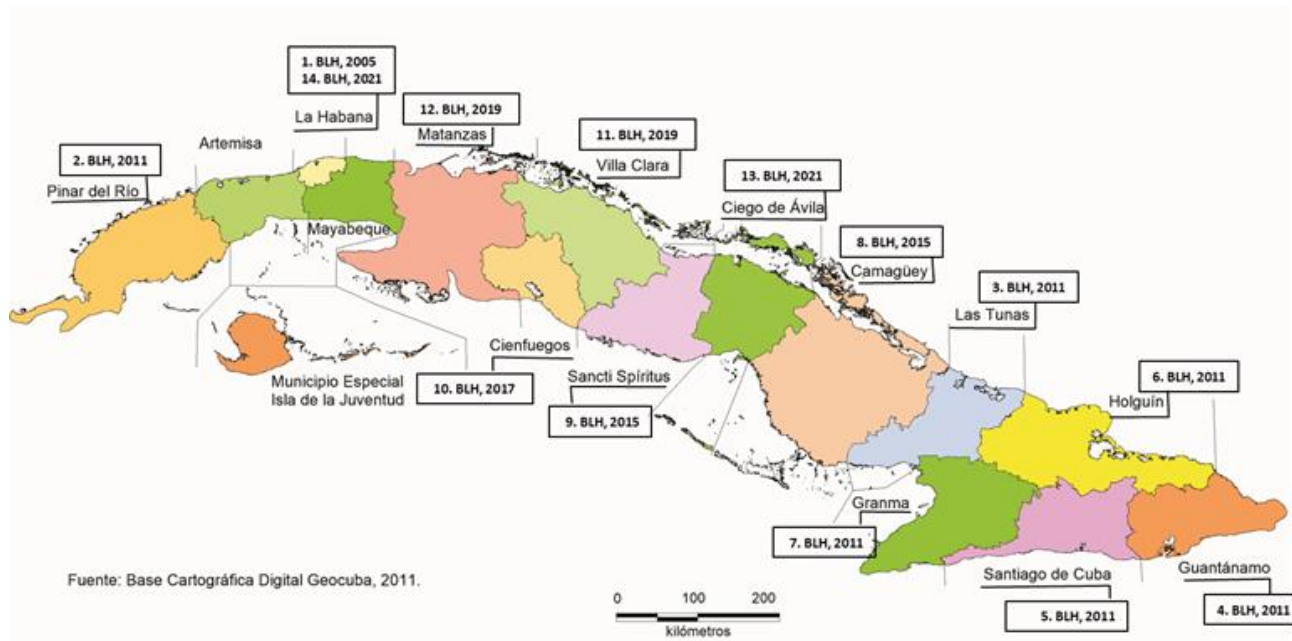 1. BLH, 2005
14. BLH, 2021
La Habana
12. BLH, 2019
Matanzas
11. BLH, 2019
Villa Clara
Artemisa
2. BLH, 2011
Pinar del Río
13. BLH, 2021
Ciego de Ávila
8. BLH, 2015
Camagüey
Mayabeque
3. BLH, 2011
Las Tunas
Cienfuegos
10. BLH, 2017
Municipio Especial
Isla de la Juventud
Sancti Spíritus
9. BLH, 2015
6. BLH, 2011
Holguín
Granma
7. BLH, 2011
Santiago de Cuba
5. BLH, 2011
Guantánamo
4. BLH, 2011
Fuente: Base Cartográfica Digital Geocuba, 2011.
0 100 200
kilómetros